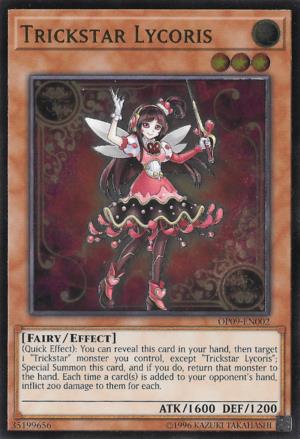 Trickstar Lycoris
OP09-EN002
[Fairy/Effect]
(Quick Effect): You can reveal this card in your hand, then target
1 "Trickstar" monster you control, except "Trickstar Lycoris";
Special Summon this card, and if you do, return that monster to
the hand. Each time a card(s) is added to your opponent's hand,
inflict 200 damage to them for each.
ATK/1600 DEF/1200
35199656
©1996 KAZUKI TAKAHASHI